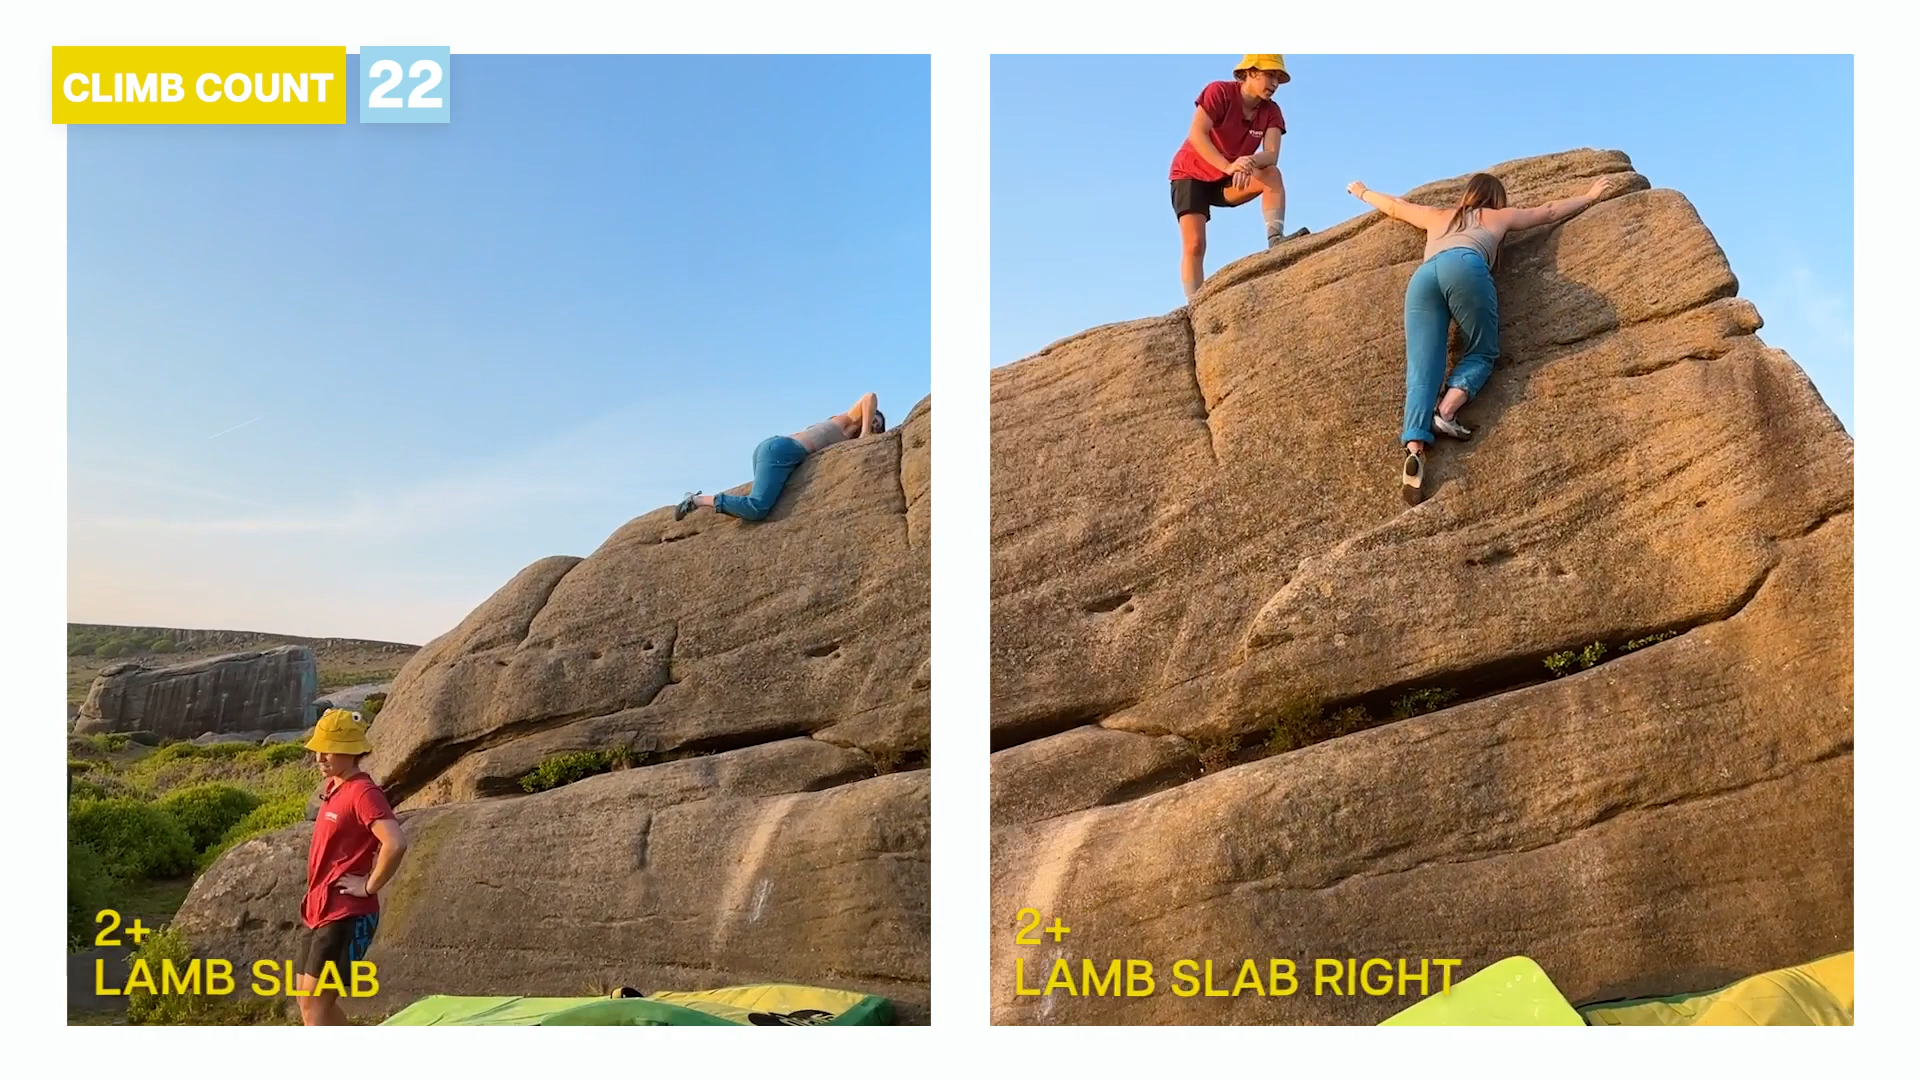 CLIMB COUNT 22
2+
LAMB SLAB
2+
LAMB SLAB RIGHT